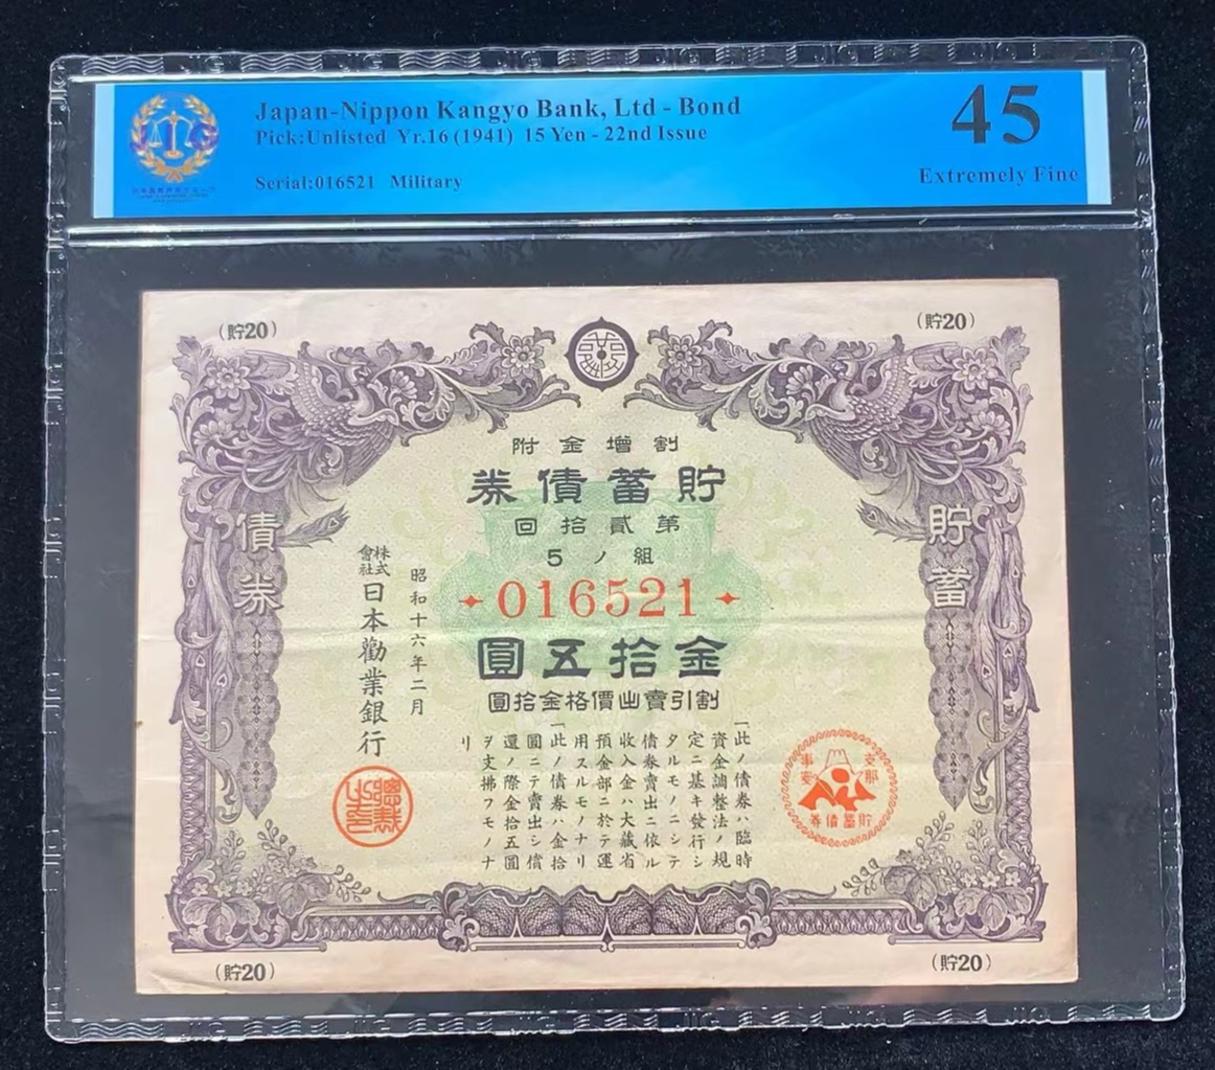 Japan-Nippon Kangyo Bank, Ltd - Bond
Pick:Unlisted Yr.16 (1941) 15 Yen - 22nd Issue
Serial:016521 Military
45
Extremely Fine
(貯20)
(貯20)
割增金附
貯蓄債券
第貳拾回
5ノ組
016521
金拾五圓
割引賣出價格金拾圓
貯蓄
債券
一此ノ債券ハ臨時
資金調整法ノ規
定ニ基キ發行シ
タルモノニシテ
債券賣出ニ依ル
收入金ハ大藏省
預金部ニ於テ運
用スルモノナリ
一此ノ債券ハ金拾
圓ニテ賣出シ償
還ノ際金拾五圓
ヲ支拂フモノナ
リ
昭和十六年二月
株式會社日本勸業銀行
支那事變
貯蓄債券
(貯20)
(貯20)